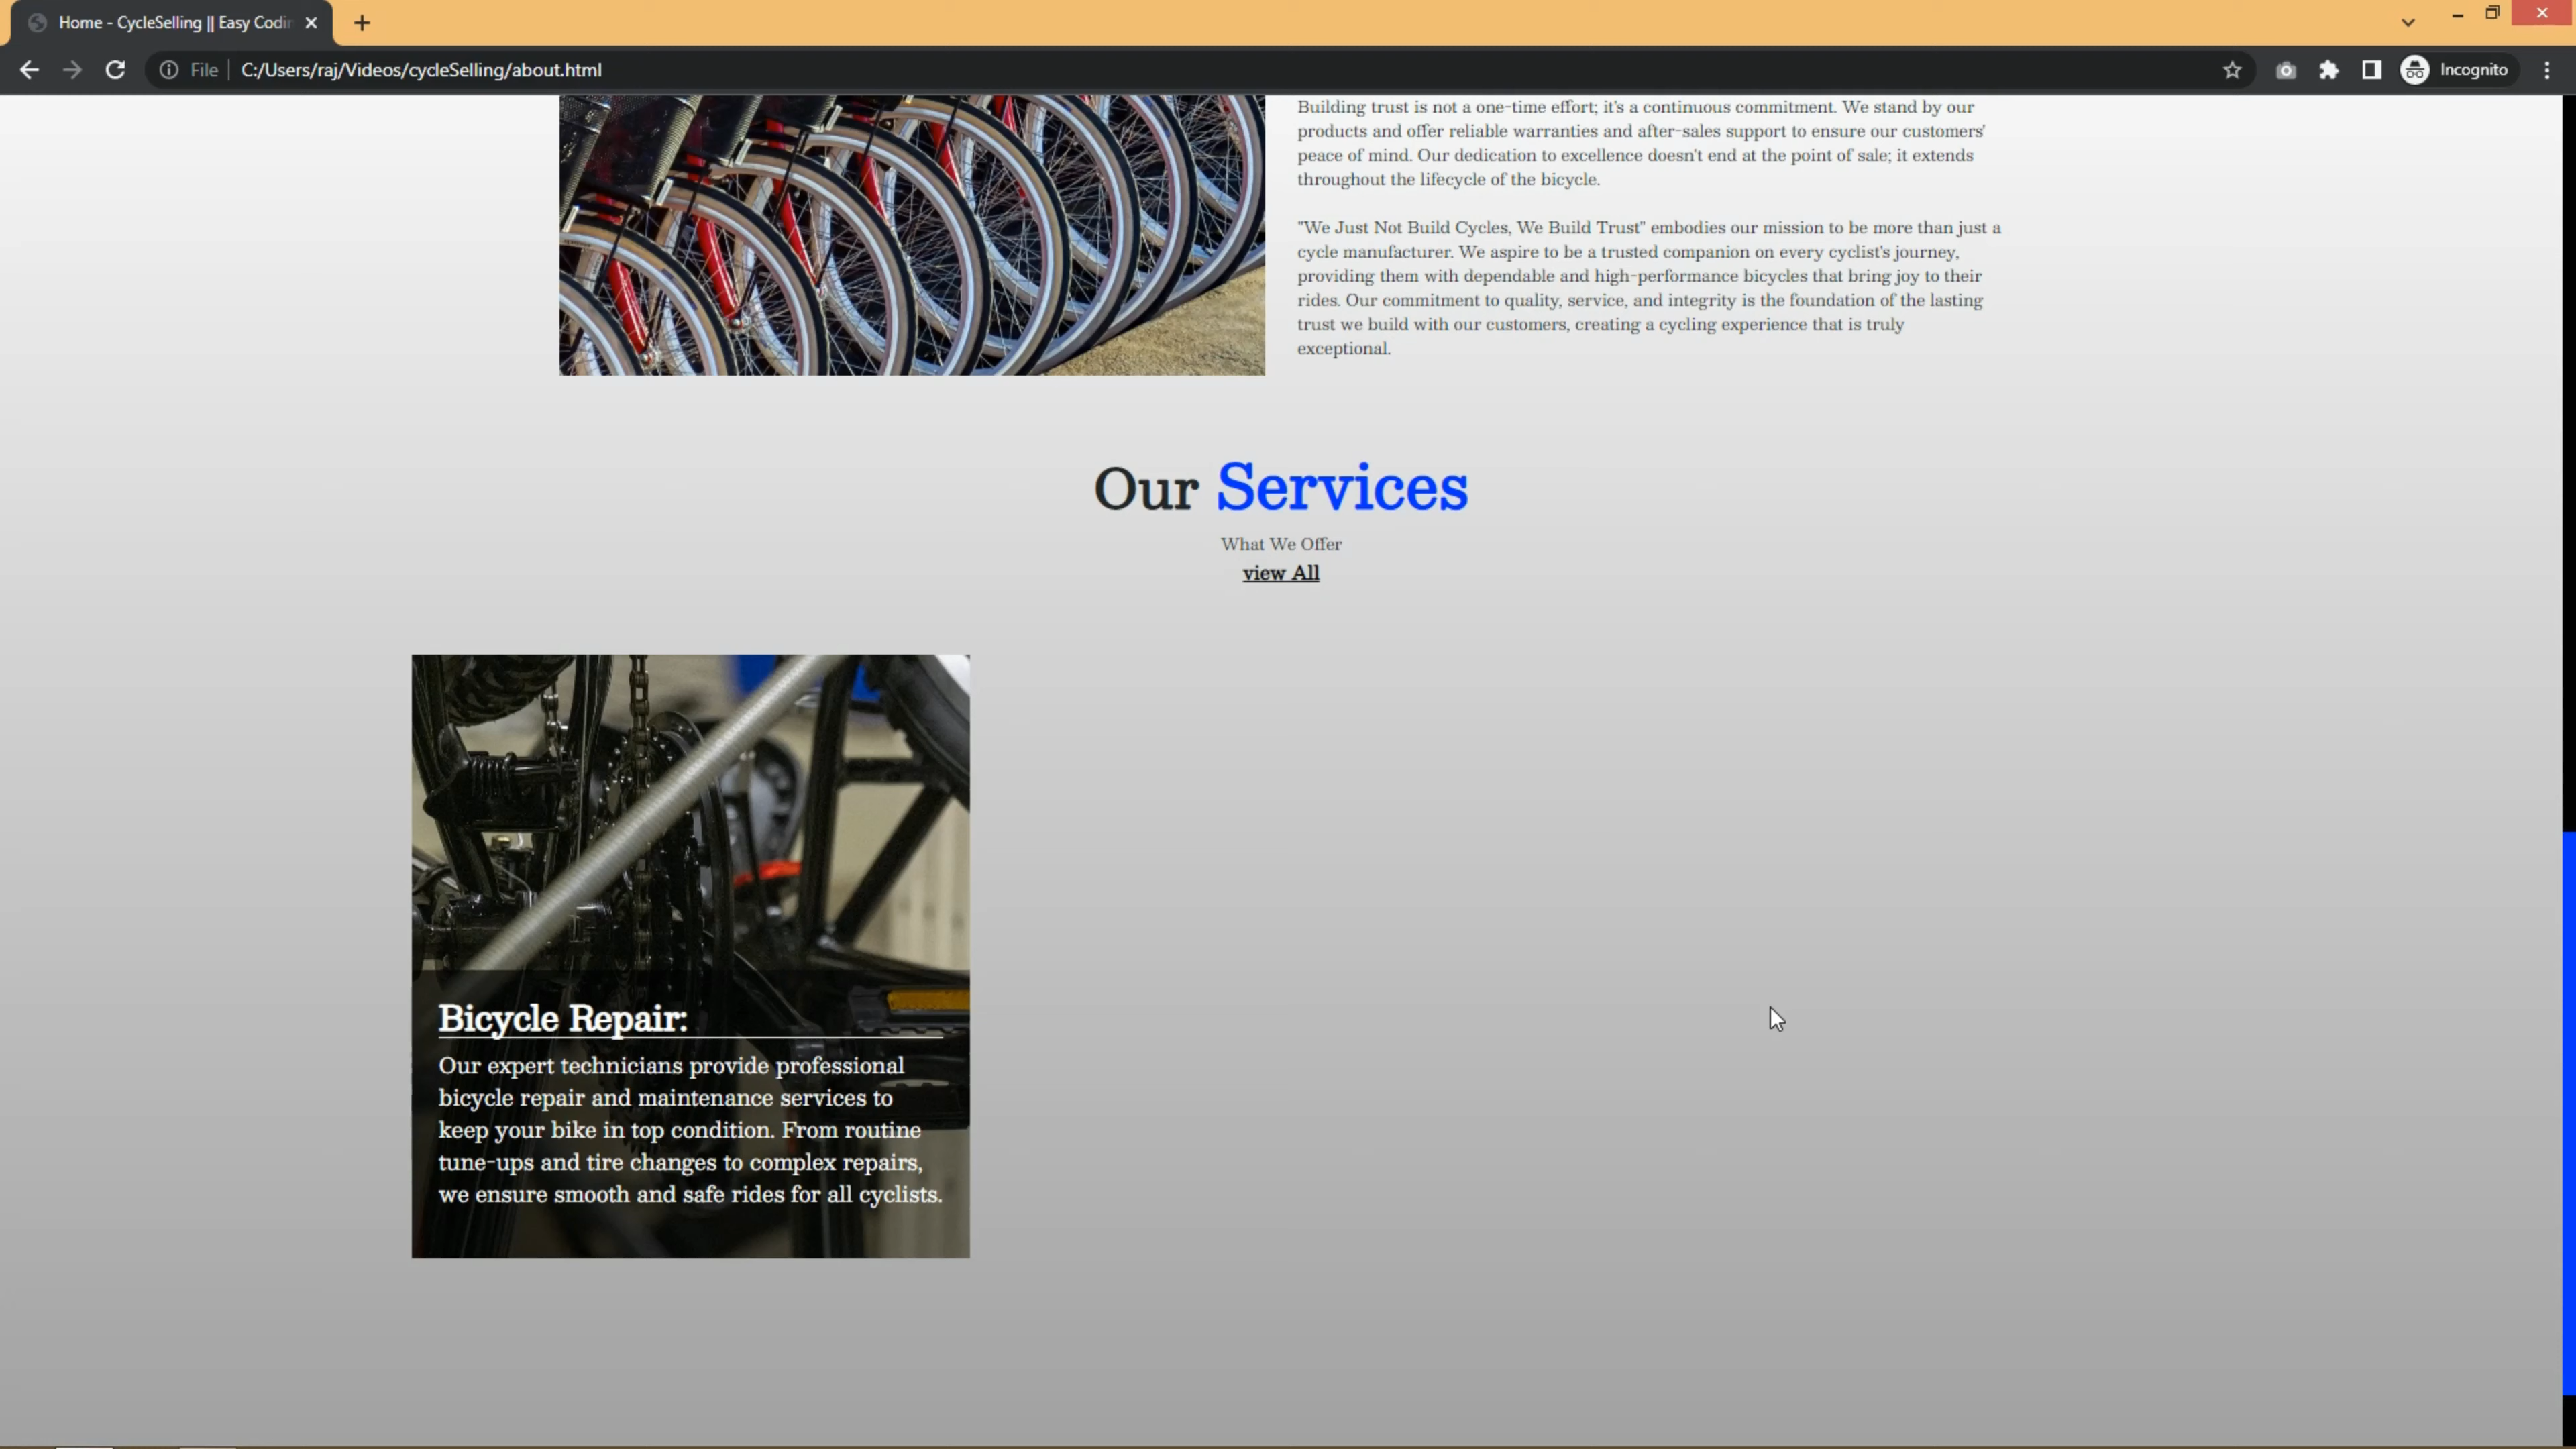 Home - CycleSelling || Easy Codin
File
C:/Users/raj/Videos/cycleSelling/about.html
Incognito
Building trust is not a one-time effort; it's a continuous commitment. We stand by our
products and offer reliable warranties and after-sales support to ensure our customers'
peace of mind. Our dedication to excellence doesn't end at the point of sale; it extends
throughout the lifecycle of the bicycle.
"We Just Not Build Cycles, We Build Trust" embodies our mission to be more than just a
cycle manufacturer. We aspire to be a trusted companion on every cyclist's journey,
providing them with dependable and high-performance bicycles that bring joy to their
rides. Our commitment to quality, service, and integrity is the foundation of the lasting
trust we build with our customers, creating a cycling experience that is truly
exceptional.
Our Services
What We Offer
view All
Bicycle Repair:
Our expert technicians provide professional
bicycle repair and maintenance services to
keep your bike in top condition. From routine
tune-ups and tire changes to complex repairs,
we ensure smooth and safe rides for all cyclists.